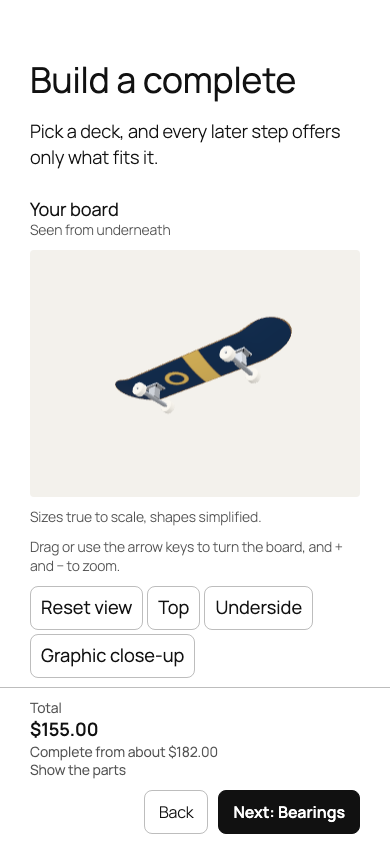 Build a complete
Pick a deck, and every later step offers
only what fits it.
Your board
Seen from underneath
Sizes true to scale, shapes simplified.
Drag or use the arrow keys to turn the board, and +
and – to zoom.
Reset view
Top
Underside
Graphic close-up
Total
$155.00
Complete from about $182.00
Show the parts
Back
Next: Bearings